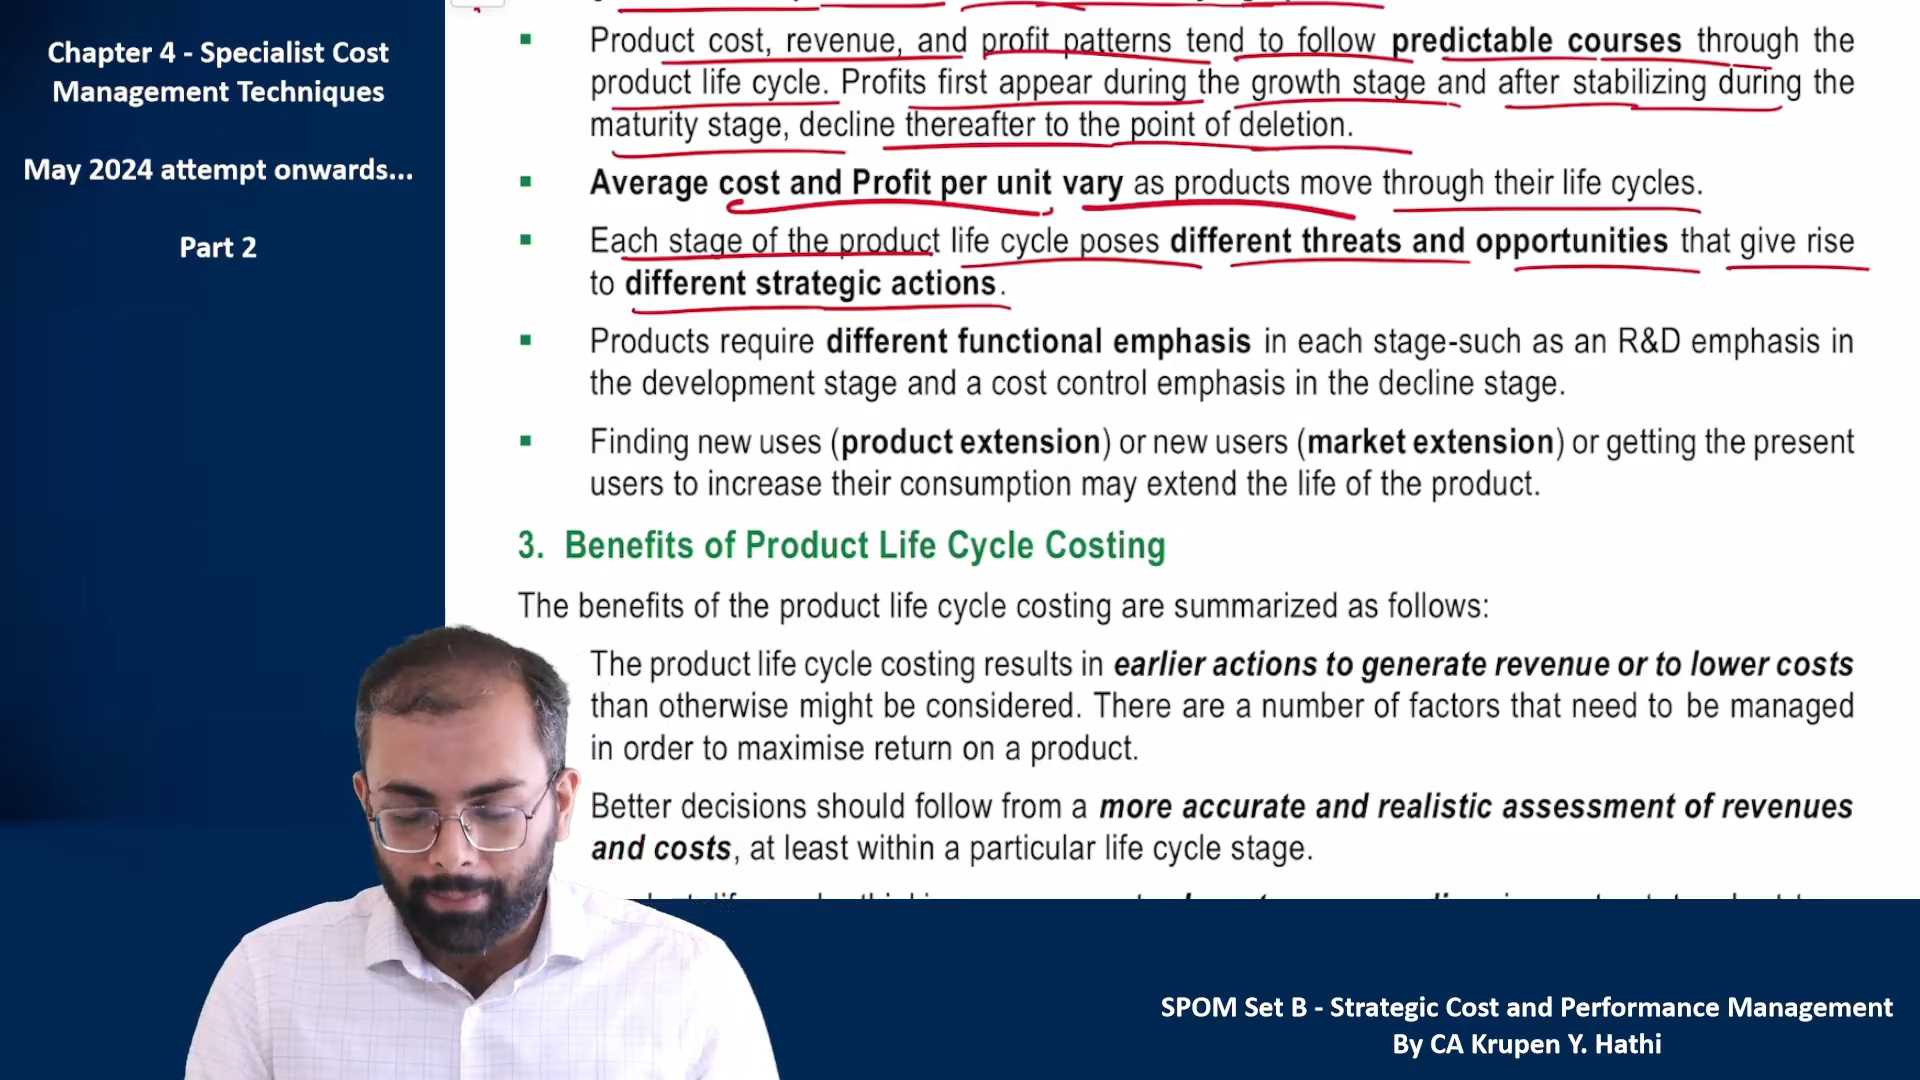 Chapter 4 - Specialist Cost
Management Techniques
May 2024 attempt onwards...
Part 2
Product cost, revenue, and profit patterns tend to follow predictable courses through the
product life cycle. Profits first appear during the growth stage and after stabilizing during the
maturity stage, decline thereafter to the point of deletion.
Average cost and Profit per unit vary as products move through their life cycles.
Each stage of the product life cycle poses different threats and opportunities that give rise
to different strategic actions.
Products require different functional emphasis in each stage-such as an R&D emphasis in
the development stage and a cost control emphasis in the decline stage.
Finding new uses (product extension) or new users (market extension) or getting the present
users to increase their consumption may extend the life of the product.
3. Benefits of Product Life Cycle Costing
The benefits of the product life cycle costing are summarized as follows:
The product life cycle costing results in earlier actions to generate revenue or to lower costs
than otherwise might be considered. There are a number of factors that need to be managed
in order to maximise return on a product.
Better decisions should follow from a more accurate and realistic assessment of revenues
and costs, at least within a particular life cycle stage.
SPOM Set B - Strategic Cost and Performance Management
By CA Krupen Y. Hathi